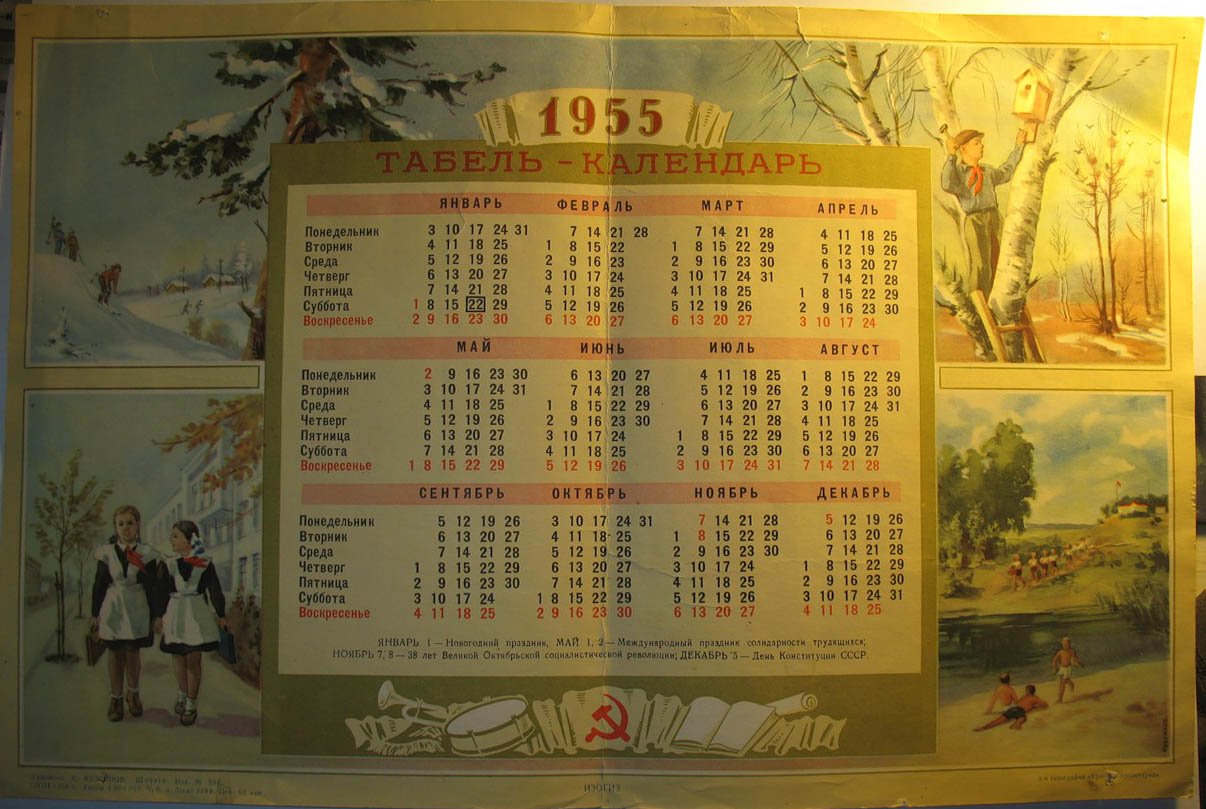 1955
ТАБЕЛЬ - КАЛЕНДАРЬ
ЯНВАРЬ ФЕВРАЛЬ МАРТ АПРЕЛЬ
Понедельник 3 10 17 24 31 7 14 21 28 7 14 21 28 4 11 18 25
Вторник 4 11 18 25 1 8 15 22 1 8 15 22 29 5 12 19 26
Среда 5 12 19 26 2 9 16 23 2 9 16 23 30 6 13 20 27
Четверг 6 13 20 27 3 10 17 24 3 10 17 24 31 7 14 21 28
Пятница 7 14 21 28 4 11 18 25 4 11 18 25 1 8 15 22 29
Суббота 1 8 15 22 29 5 12 19 26 5 12 19 26 2 9 16 23 30
Воскресенье 2 9 16 23 30 6 13 20 27 6 13 20 27 3 10 17 24
МАЙ ИЮНЬ ИЮЛЬ АВГУСТ
Понедельник 2 9 16 23 30 6 13 20 27 4 11 18 25 1 8 15 22 29
Вторник 3 10 17 24 31 7 14 21 28 5 12 19 26 2 9 16 23 30
Среда 4 11 18 25 1 8 15 22 29 6 13 20 27 3 10 17 24 31
Четверг 5 12 19 26 2 9 16 23 30 7 14 21 28 4 11 18 25
Пятница 6 13 20 27 3 10 17 24 1 8 15 22 29 5 12 19 26
Суббота 7 14 21 28 4 11 18 25 2 9 16 23 30 6 13 20 27
Воскресенье 1 8 15 22 29 5 12 19 26 3 10 17 24 31 7 14 21 28
СЕНТЯБРЬ ОКТЯБРЬ НОЯБРЬ ДЕКАБРЬ
Понедельник 5 12 19 26 3 10 17 24 31 7 14 21 28 5 12 19 26
Вторник 6 13 20 27 4 11 18 25 1 8 15 22 29 6 13 20 27
Среда 7 14 21 28 5 12 19 26 2 9 16 23 30 7 14 21 28
Четверг 1 8 15 22 29 6 13 20 27 3 10 17 24 1 8 15 22 29
Пятница 2 9 16 23 30 7 14 21 28 4 11 18 25 2 9 16 23 30
Суббота 3 10 17 24 1 8 15 22 29 5 12 19 26 3 10 17 24 31
Воскресенье 4 11 18 25 2 9 16 23 30 6 13 20 27 4 11 18 25
ЯНВАРЬ 1 — Новогодний праздник, МАЙ 1, 2 — Международный праздник солидарности трудящихся;
НОЯБРЬ 7, 8 — 38 лет Великой Октябрьской социалистической революции; ДЕКАБРЬ 5 — День Конституции СССР.
ИЗОГИЗ